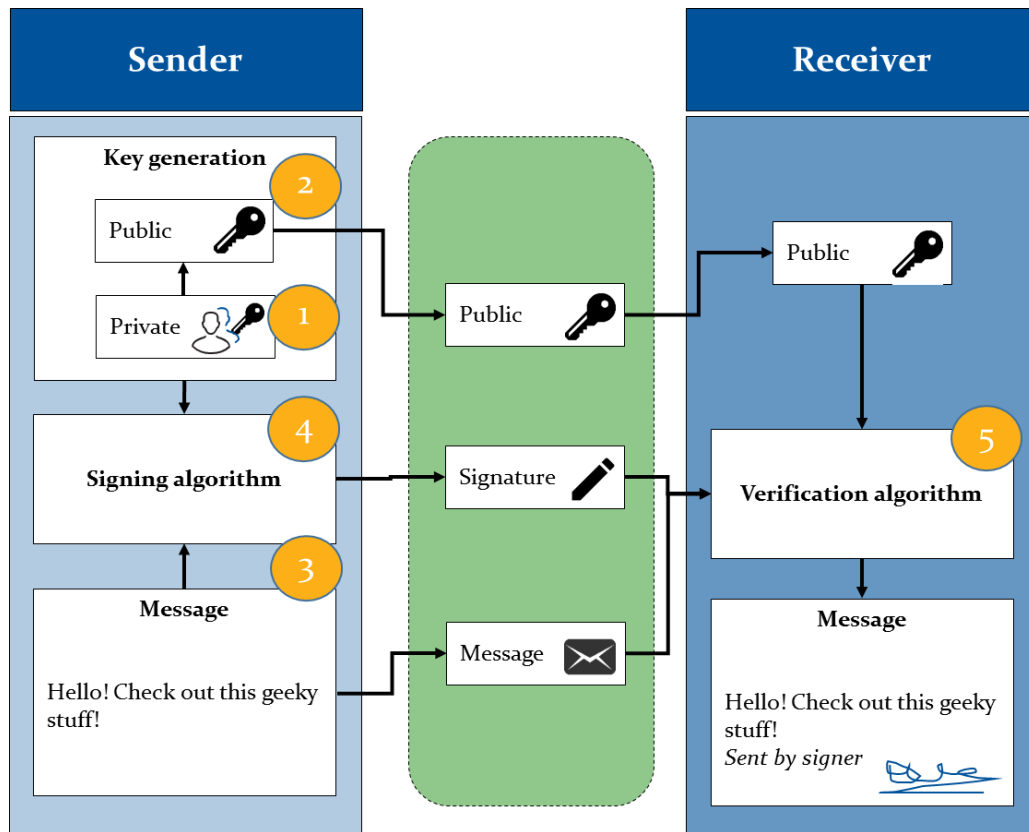 Sender
Receiver
Key generation
2
Public
1
Private
4
Signing algorithm
3
Message
Hello! Check out this geeky
stuff!
Public
Signature
Message
Public
5
Verification algorithm
Message
Hello! Check out this geeky
stuff!
Sent by signer